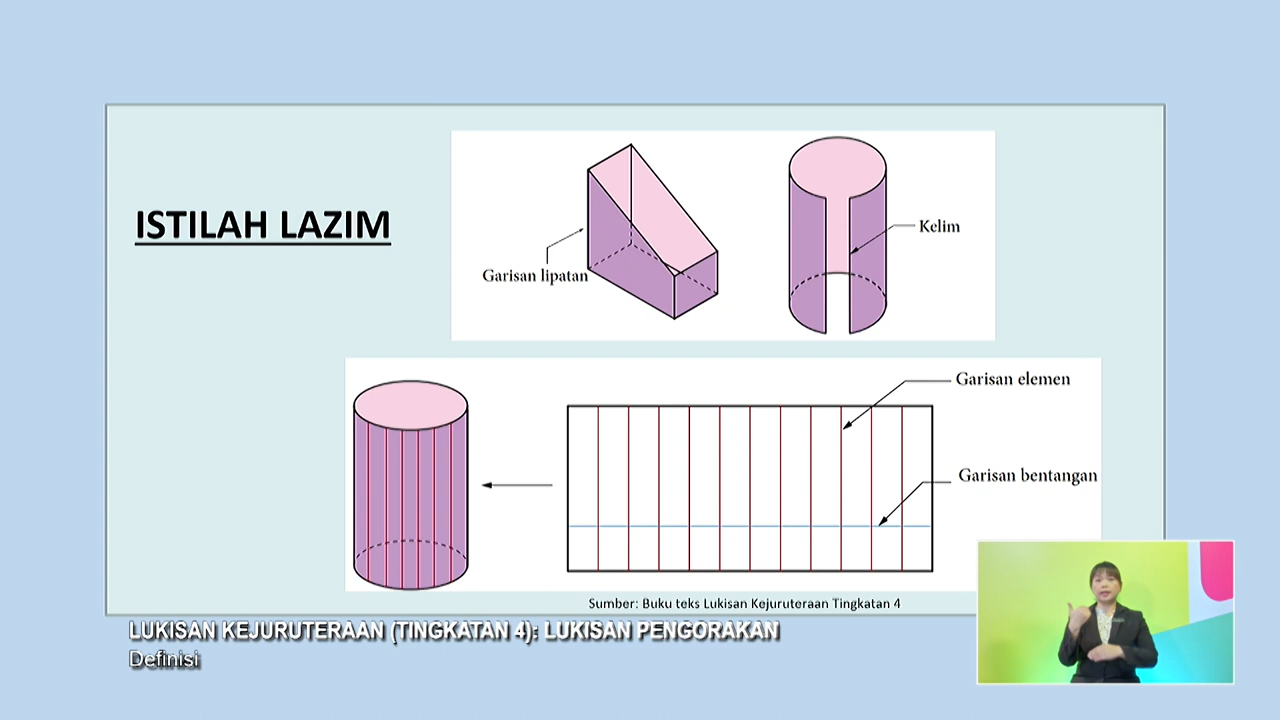 ISTILAH LAZIM
Garisan lipatan
Kelim
Garisan elemen
Garisan bentangan
Sumber: Buku teks Lukisan Kejuruteraan Tingkatan 4
LUKISAN KEJURUTERAAN (TINGKATAN 4): LUKISAN PENGORAKAN
Definisi